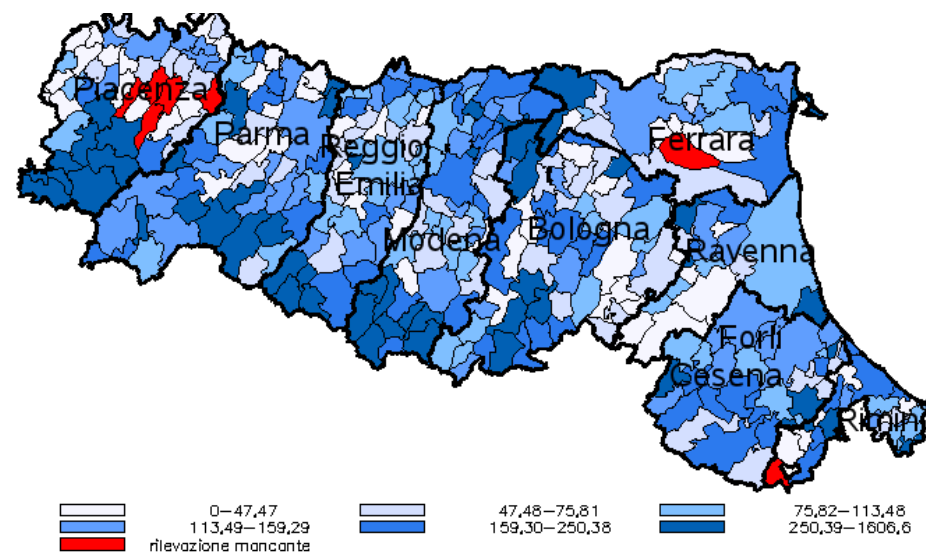 Piacenza
Parma
Reggio
Emilia
Modena
Bologna
Ferrara
Ravenna
Forlì
Cesena
Rimini
0–47,47 47,48–75,81 75,82–113,48
113,49–159,29 159,30–250,38 250,39–1606,6
rilevazione mancante